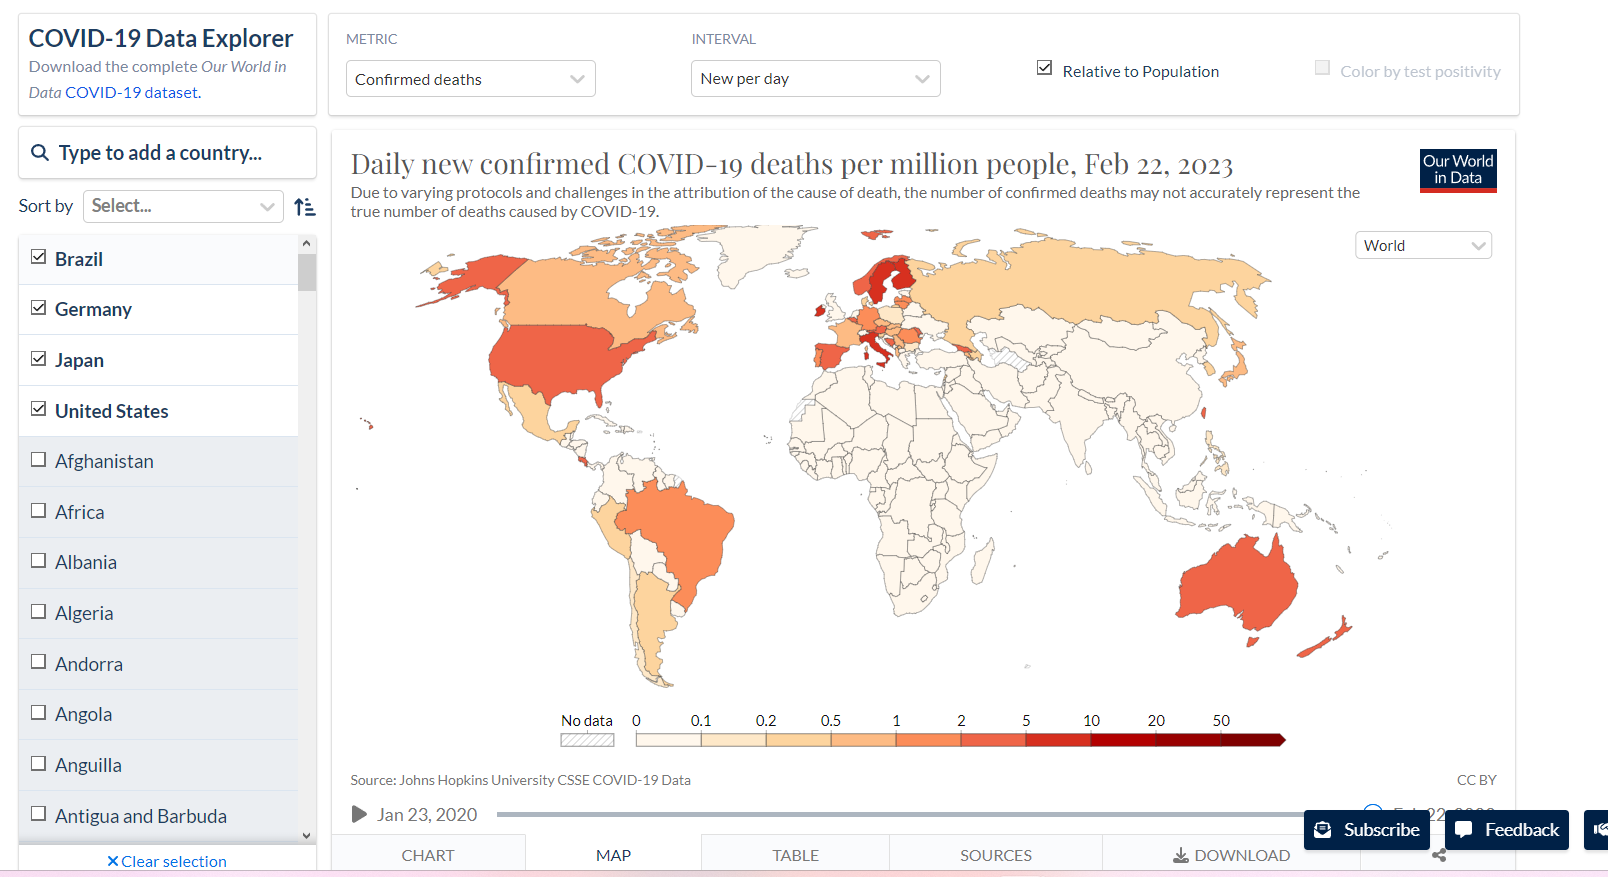 COVID-19 Data Explorer
Download the complete Our World in
Data COVID-19 dataset.
METRIC
Confirmed deaths
INTERVAL
New per day
Relative to Population
Color by test positivity
Type to add a country...
Sort by
Select...
Brazil
Germany
Japan
United States
Afghanistan
Africa
Albania
Algeria
Andorra
Angola
Anguilla
Antigua and Barbuda
Clear selection
Daily new confirmed COVID-19 deaths per million people, Feb 22, 2023
Due to varying protocols and challenges in the attribution of the cause of death, the number of confirmed deaths may not accurately represent the
true number of deaths caused by COVID-19.
Our World
in Data
World
No data 0 0.1 0.2 0.5 1 2 5 10 20 50
Source: Johns Hopkins University CSSE COVID-19 Data
CC BY
Jan 23, 2020
Subscribe
Feedback
CHART
MAP
TABLE
SOURCES
DOWNLOAD